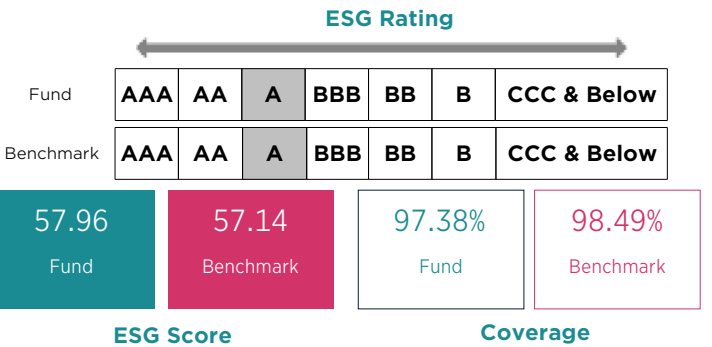 ESG Rating
Fund AAA AA A BBB BB B CCC & Below
Benchmark AAA AA A BBB BB B CCC & Below
57.96 57.14 97.38% 98.49%
Fund Benchmark Fund Benchmark
ESG Score Coverage